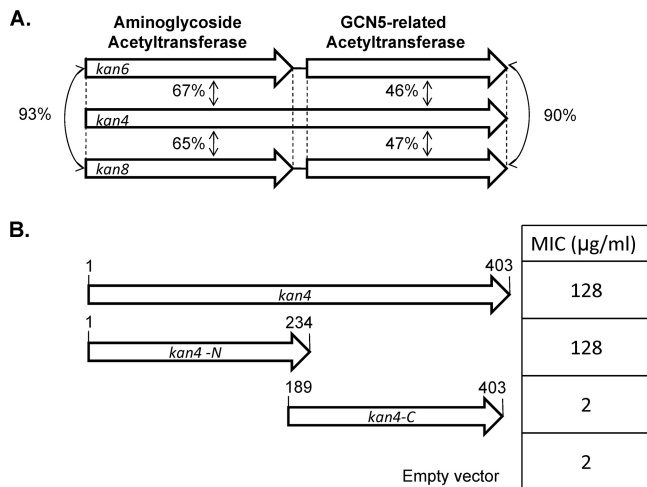 A.
Aminoglycoside
Acetyltransferase
GCN5-related
Acetyltransferase
kan6
67%
46%
93%
kan4
90%
65%
47%
kan8
B.
MIC (µg/ml)
1
403
kan4
128
1
234
kan4 -N
128
189
403
kan4-C
2
Empty vector
2